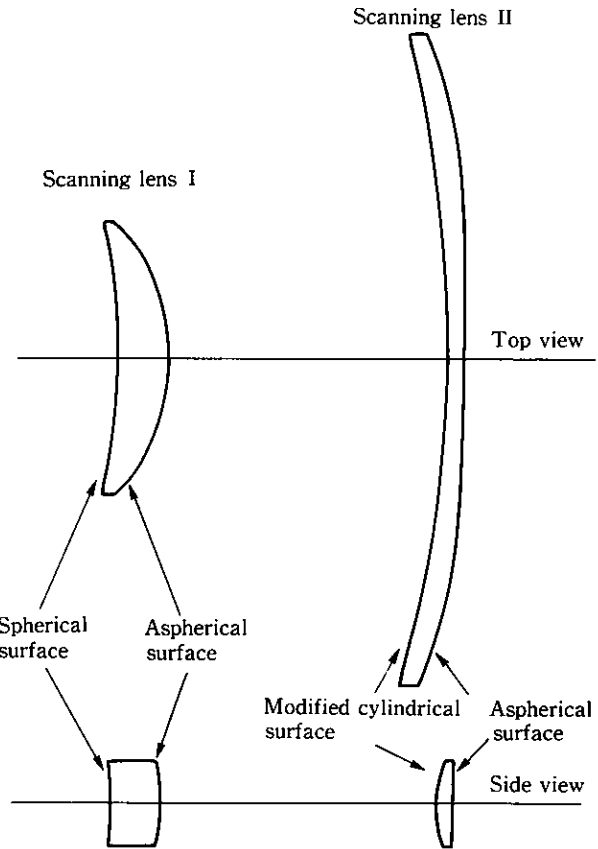 Scanning lens II
Scanning lens I
Top view
Spherical
surface
Aspherical
surface
Modified cylindrical
surface
Aspherical
surface
Side view